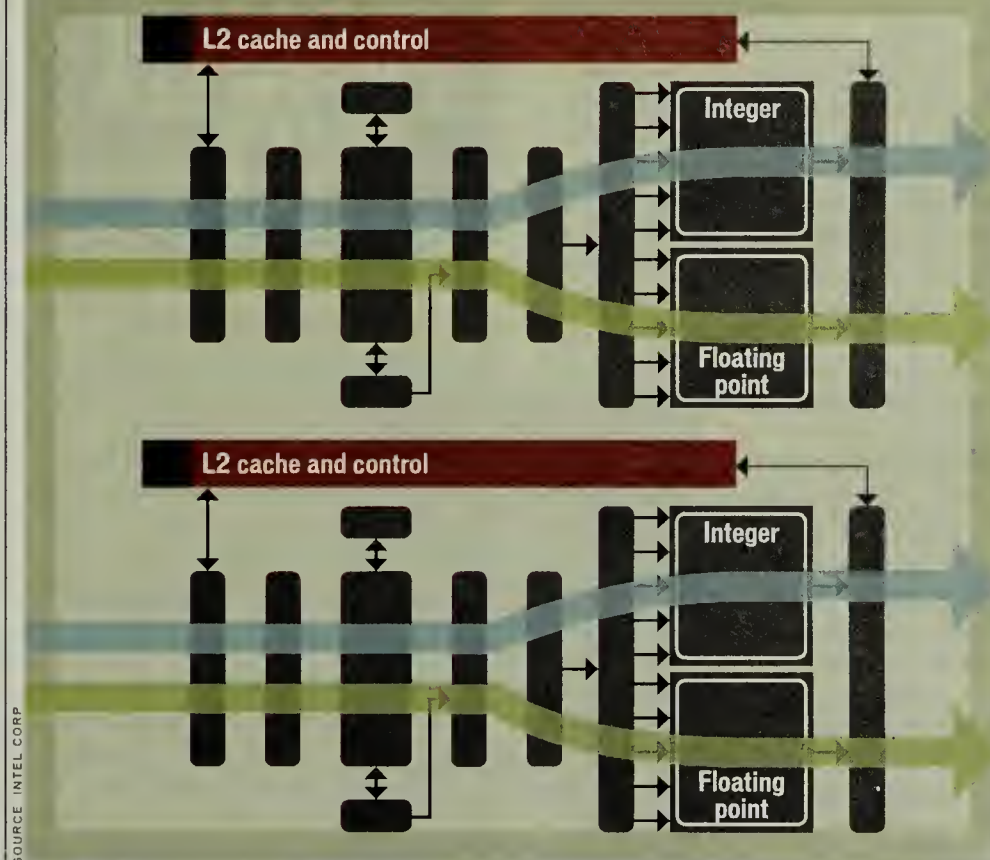 L2 cache and control
Integer
Floating
point
L2 cache and control
Integer
Floating
point
SOURCE INTEL CORP